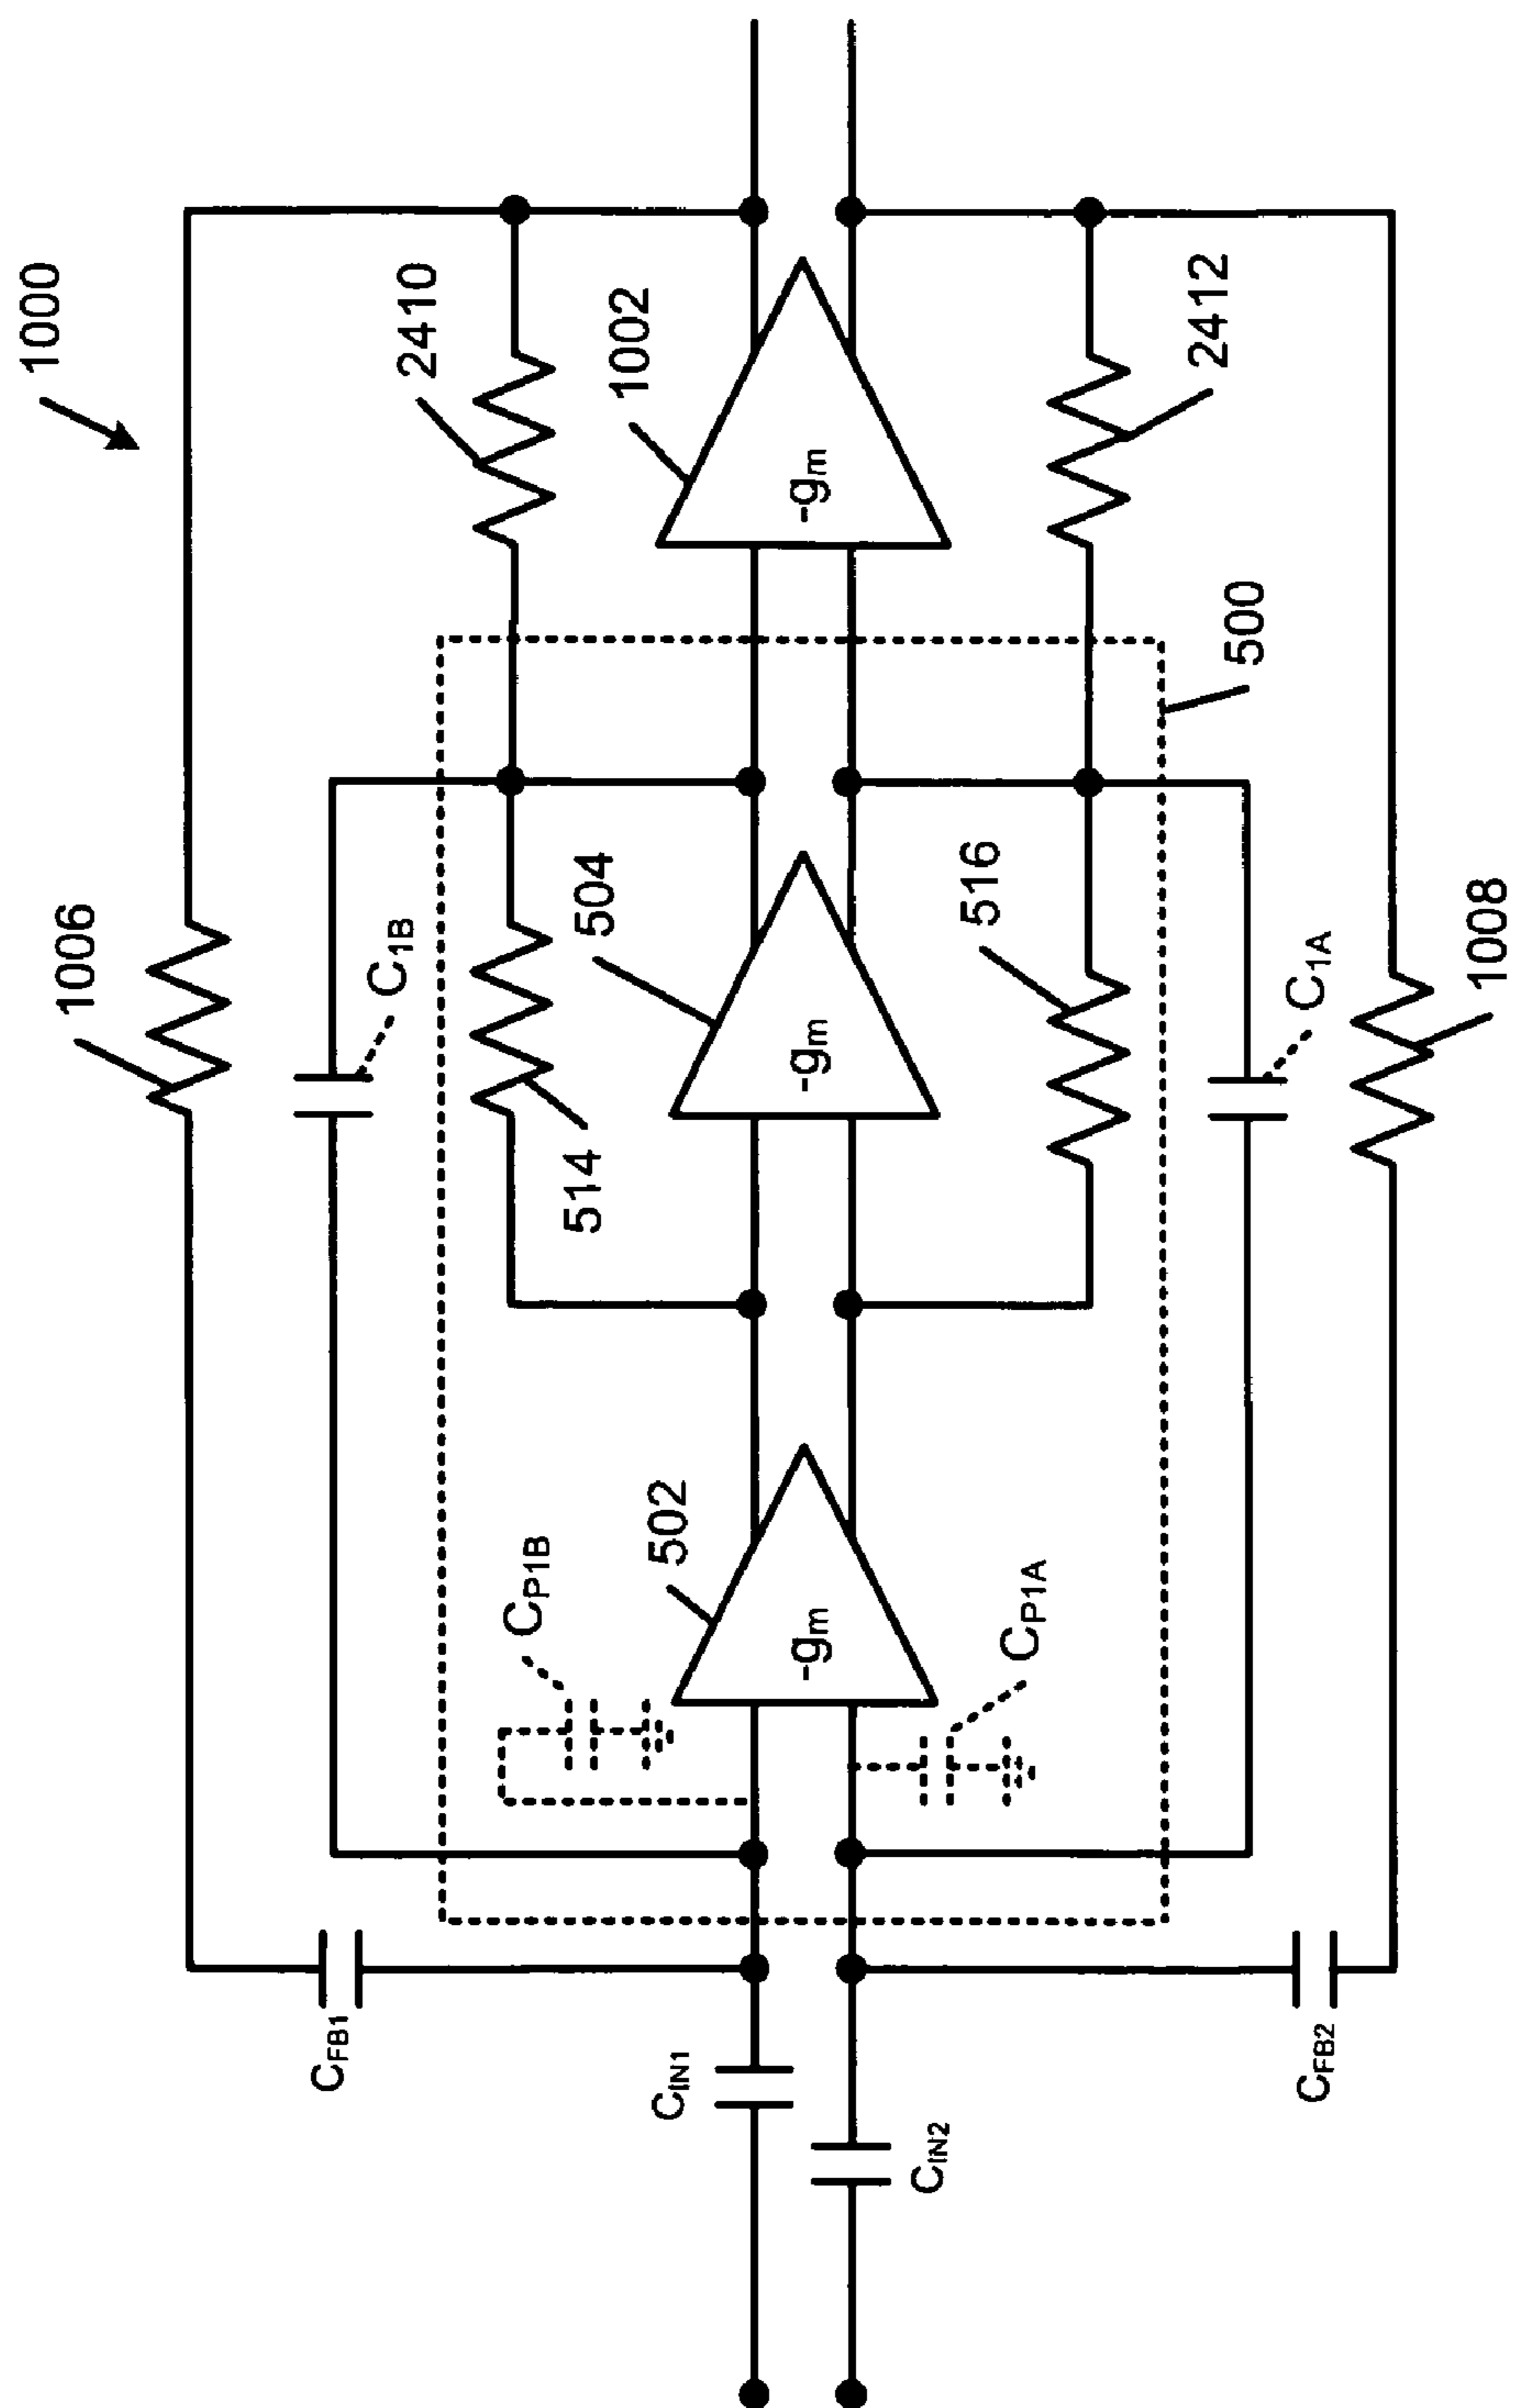 1000
2410
1002
-gm
2412
500
1006
C1B
504
514
-gm
516
C1A
1008
CP1B
502
-gm
CP1A
CFB1
CIN1
CIN2
CFB2